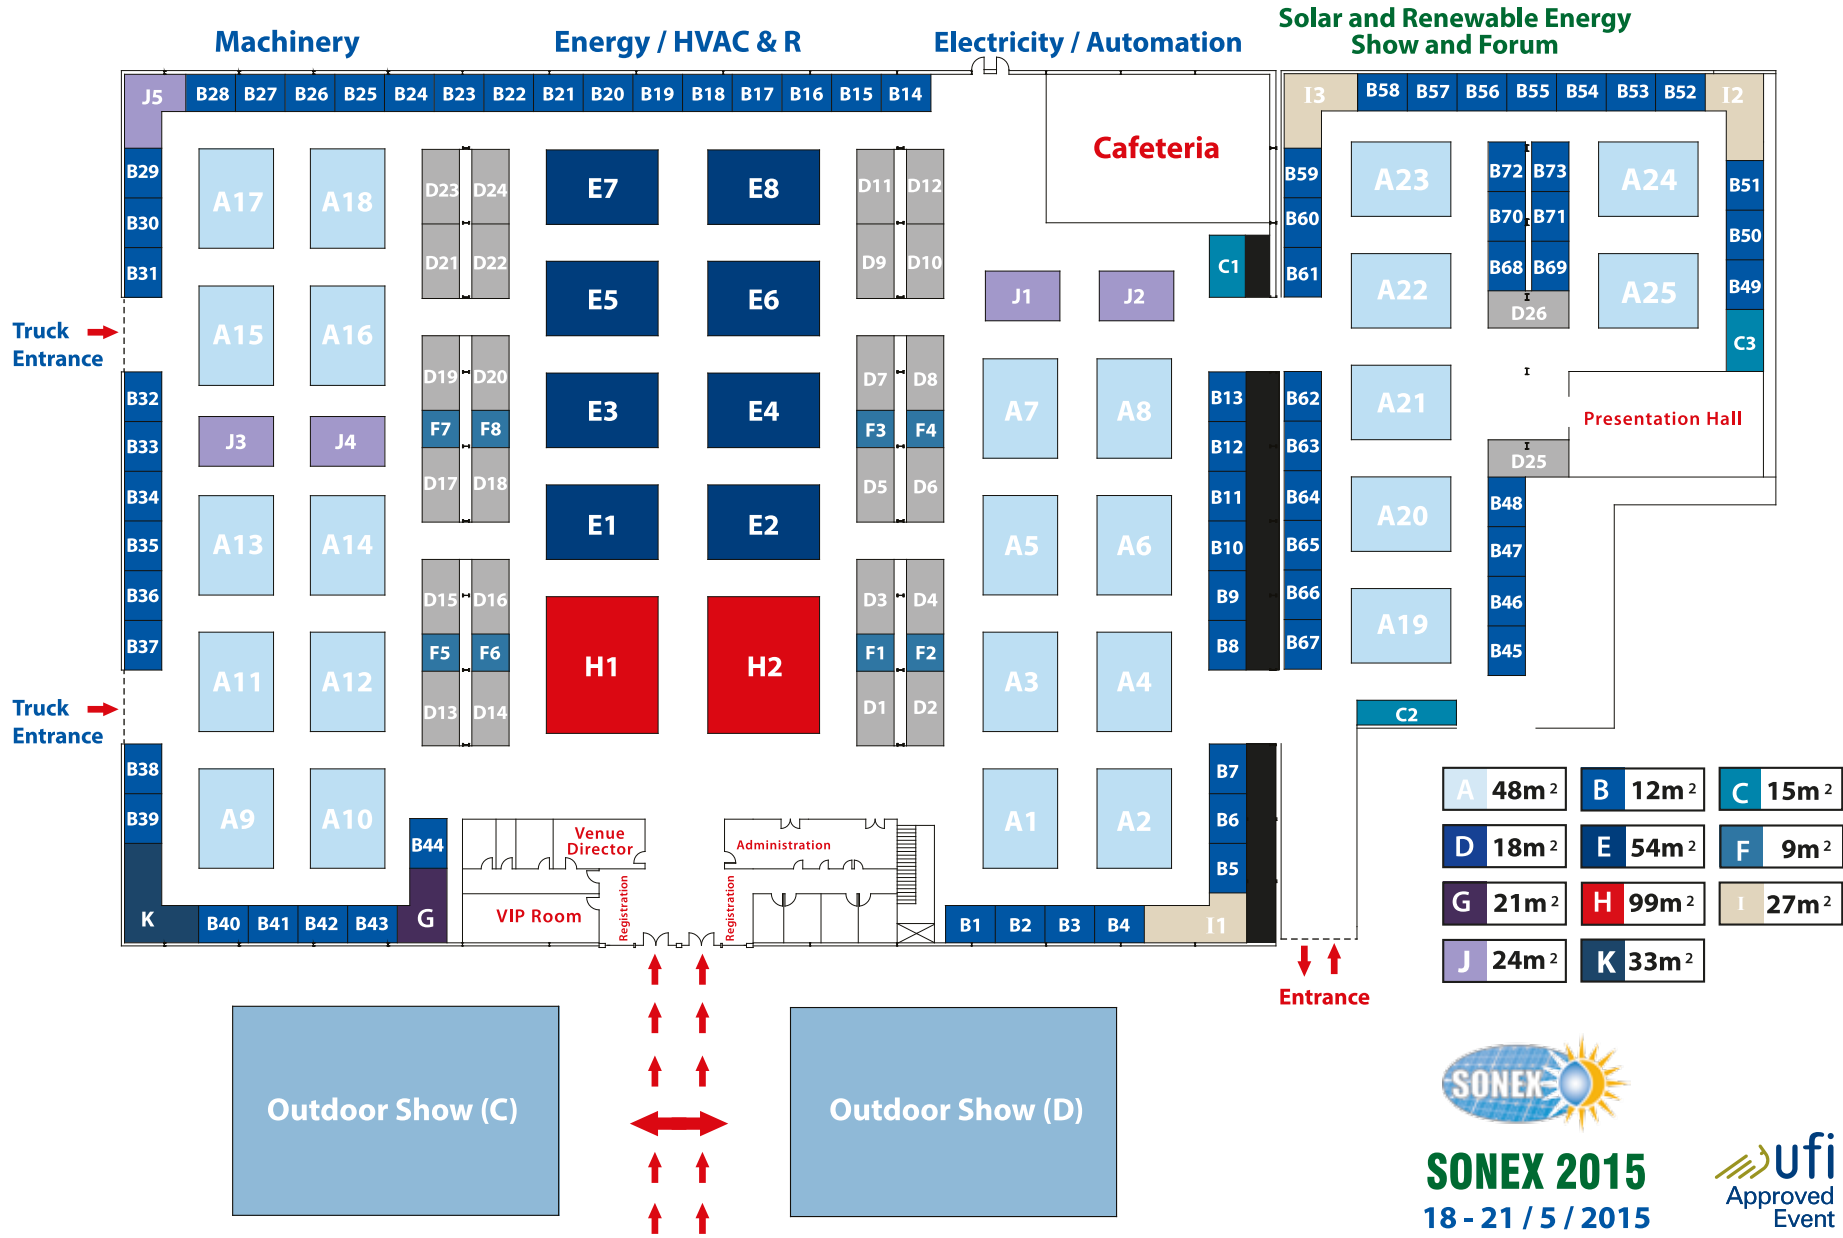 Solar and Renewable Energy
Show and Forum
Machinery
Energy / HVAC & R
Electricity / Automation
J5 B28 B27 B26 B25 B24 B23 B22 B21 B20 B19 B18 B17 B16 B15 B14
I3 B58 B57 B56 B55 B54 B53 B52 I2
Cafeteria
B29 A17 A18 D23 D24 E7 E8 D11 D12
B59 A23 B72 B73 A24 B51
B30 B60 B70 B71 B50
B31 D21 D22 D9 D10 C1 B61 B68 B69 B49
E5 E6 J1 J2 A22 A25
D26
Truck
Entrance
A15 A16
C3
D19 D20 E3 E4 D7 D8 A7 A8
B32 B13 B62 A21
Presentation Hall
J3 J4 F7 F8 F3 F4
B33 B12 B63
D25
B34 D17 D18 D5 D6 B11 B64 B48
A13 A14 E1 E2 A5 A6 A20
B35 B10 B65 B47
B36 D15 D16 D3 D4 B9 B66 B46
A19
B37 F5 F6 F1 F2 B8 B67 B45
A11 A12 H1 H2 A3 A4
Truck
Entrance
D13 D14 D1 D2
C2
B38 B7
B39 A9 A10 A1 A2 B6
B44 B5
Venue
Director
Administration
VIP Room
Registration
Registration
K B40 B41 B42 B43 G
B1 B2 B3 B4 I1
Entrance
A 48m² B 12m² C 15m²
D 18m² E 54m² F 9m²
G 21m² H 99m² I 27m²
J 24m² K 33m²
Outdoor Show (C)
Outdoor Show (D)
SONEX
SONEX 2015
18 - 21 / 5 / 2015
ufi
Approved
Event